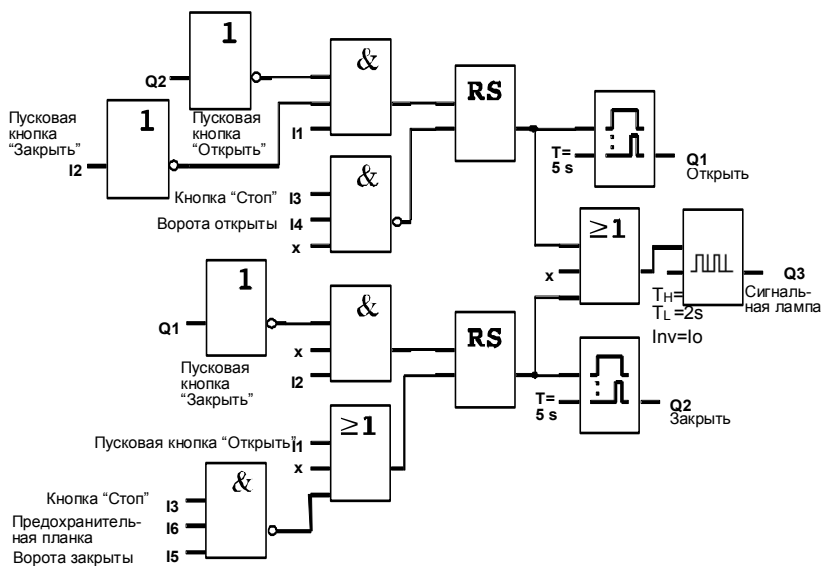 1
Q2
&
RS
Пусковая
кнопка
“Закрыть”
I2
1
Пусковая
кнопка
“Открыть”
I1
T=
5 s
Q1
Открыть
Кнопка “Стоп”
I3
&
Ворота открыты
I4
x
≥1
x
Q3
Сигналь-
ная лампа
TH=
TL =2s
Inv=Io
1
Q1
&
RS
x
I2
Пусковая
кнопка
“Закрыть”
T=
5 s
Q2
Закрыть
≥1
Пусковая кнопка “Открыть”
I1
x
&
Кнопка “Стоп”
I3
Предохранитель-
ная планка
I6
Ворота закрыты
I5